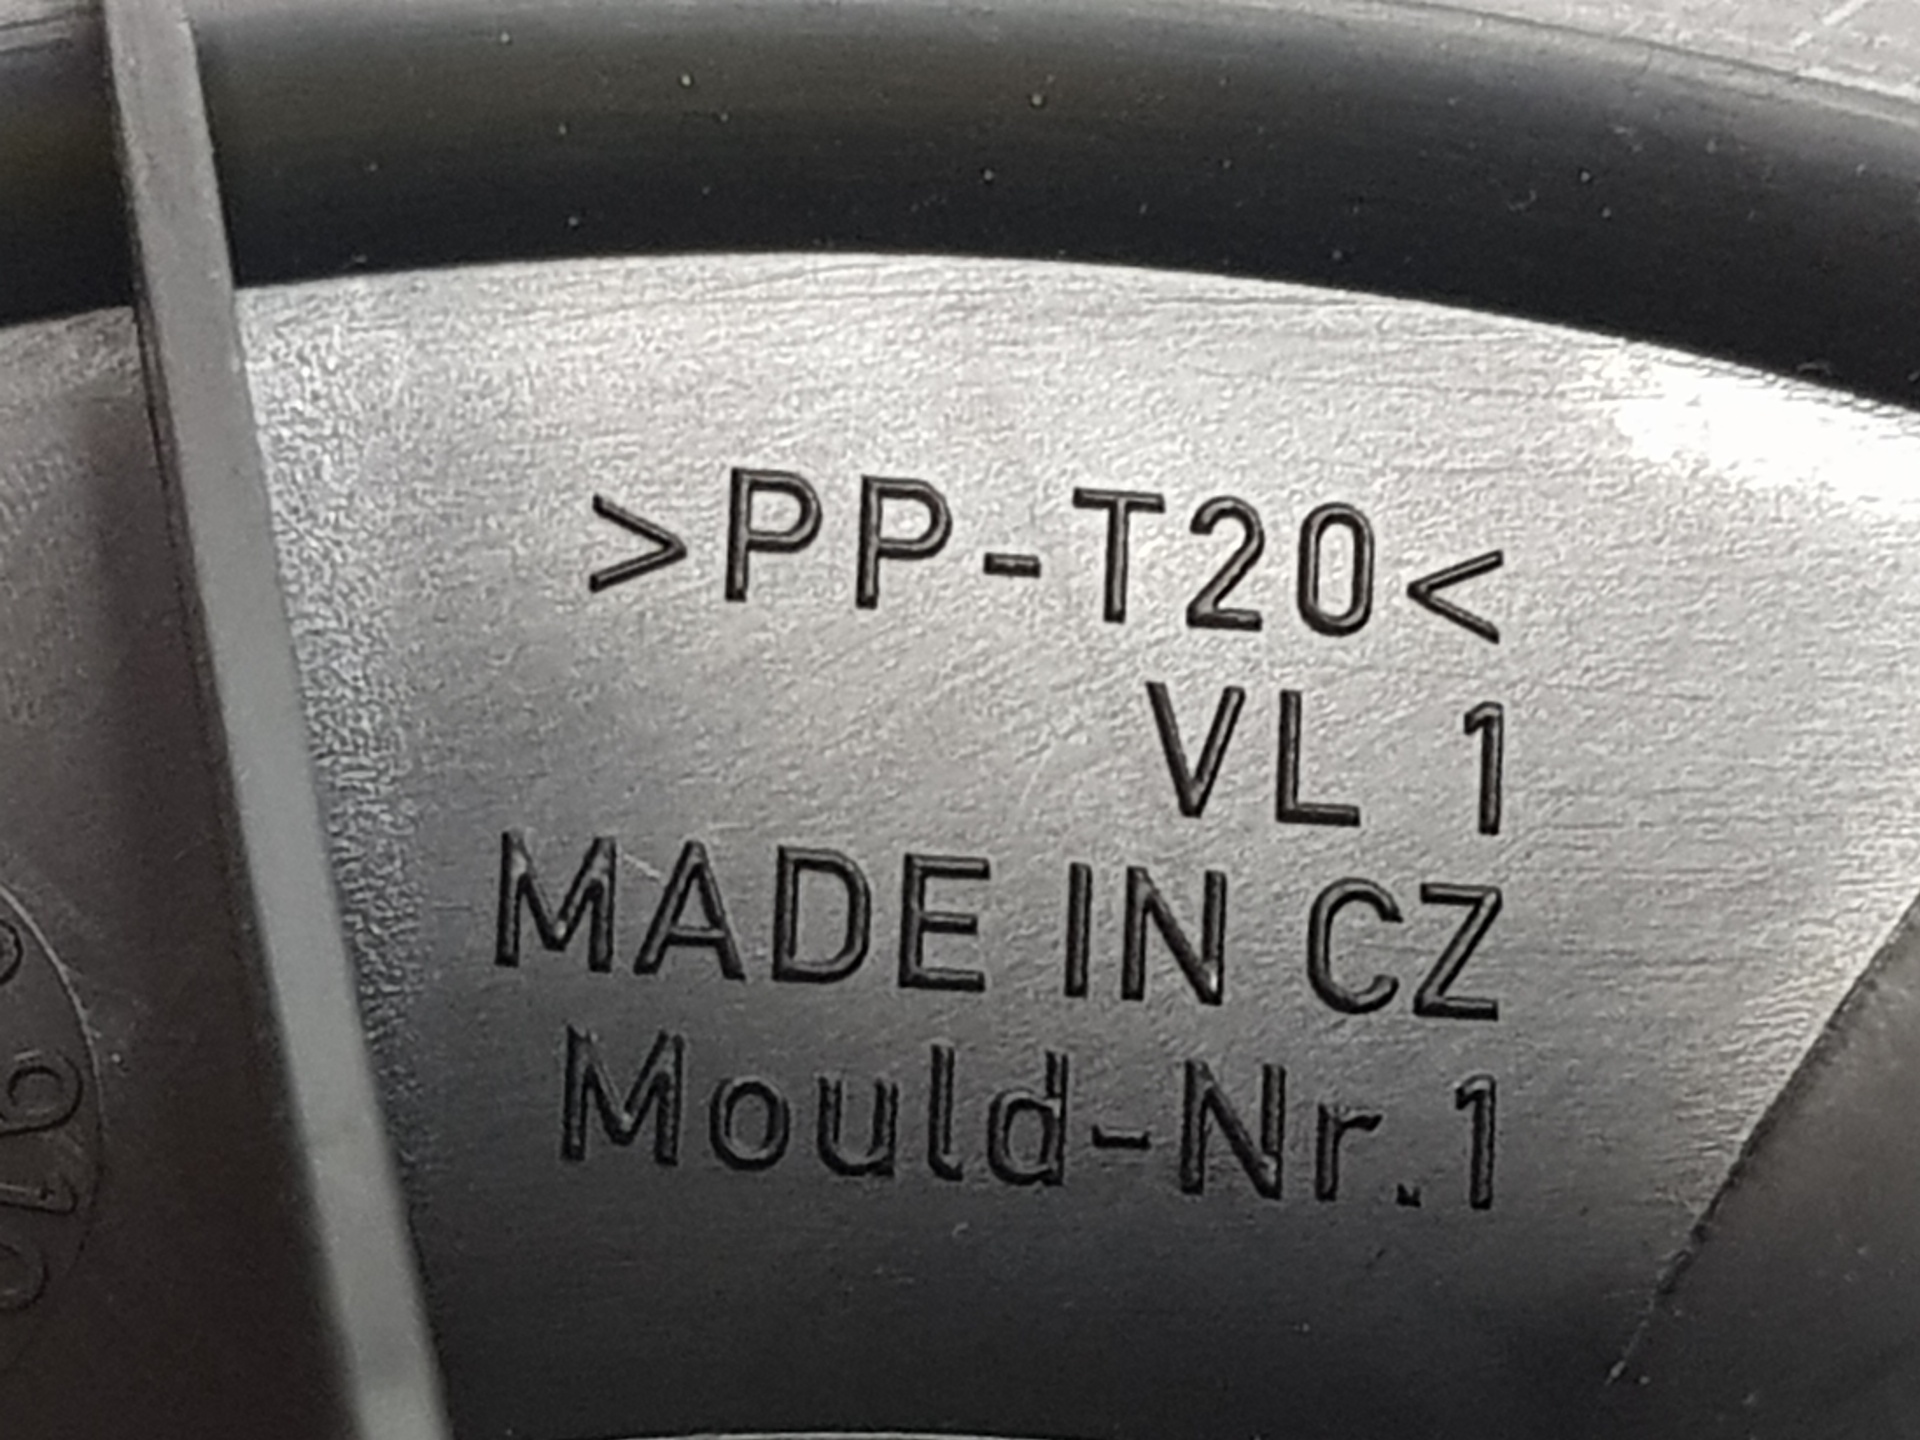 >PP-T20<
VL 1
MADE IN CZ
Mould-Nr.1